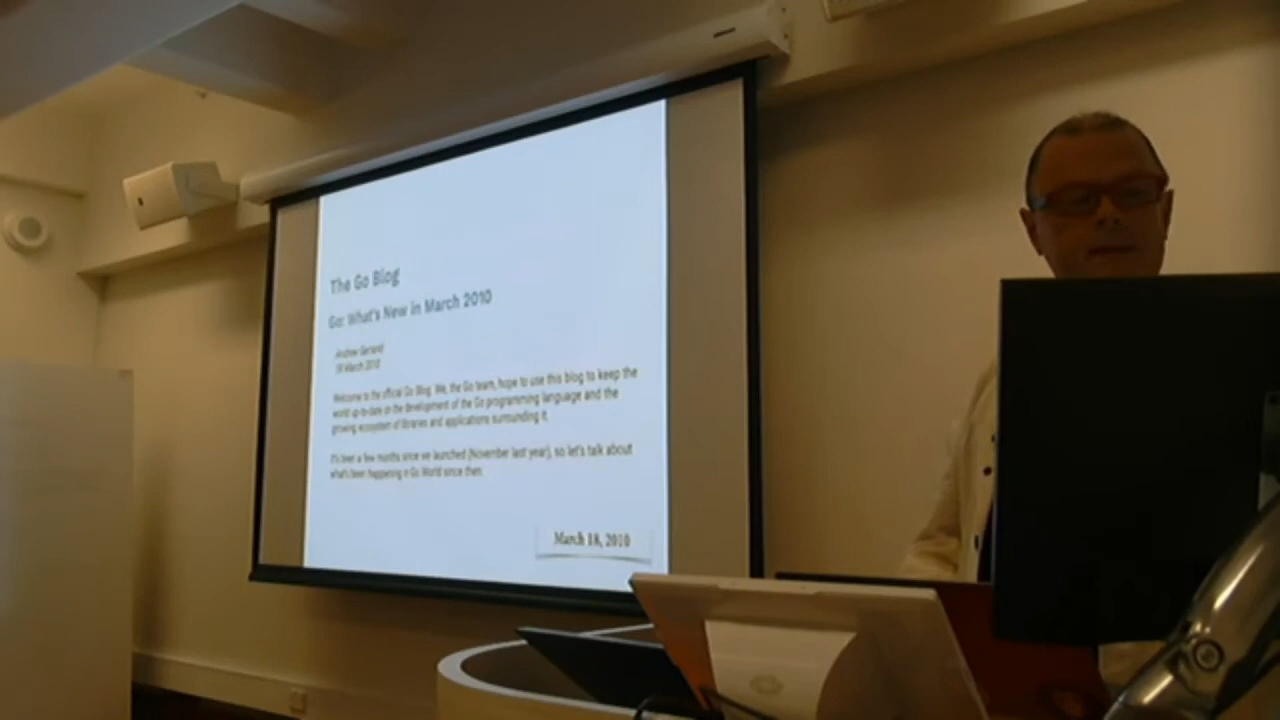 The Go Blog
Go: What's New in March 2010
Andrew Gerrand
18 March 2010
Welcome to the official Go Blog. We, the Go team, hope to use this blog to keep the
world up-to-date on the development of the Go programming language and the
growing ecosystem of libraries and applications surrounding it.
It's been a few months since we launched (November last year), so let's talk about
what's been happening in Go World since then.
March 18, 2010